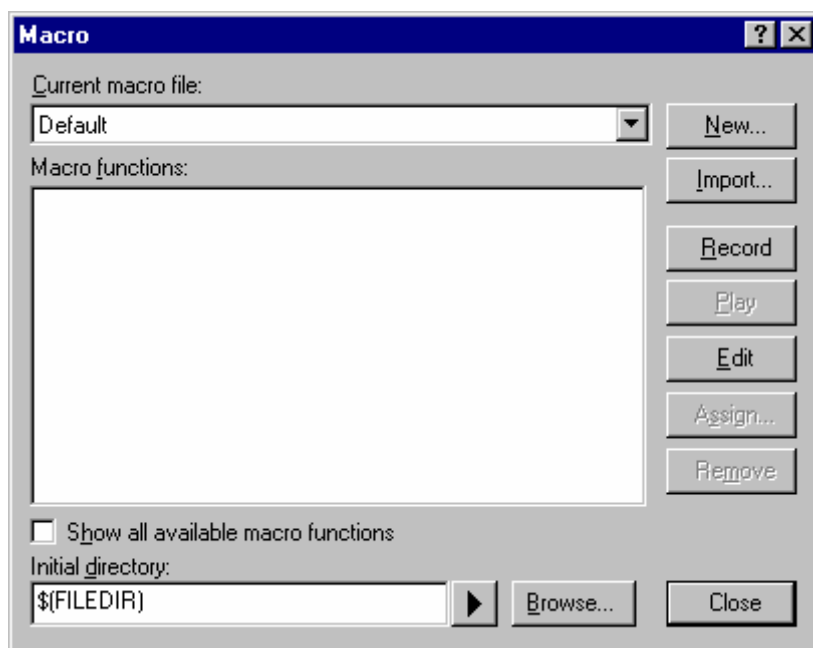 Macro
Current macro file:
Default
New...
Macro functions:
Import...
Record
Play
Edit
Assign...
Remove
Show all available macro functions
Initial directory:
$(FILEDIR)
Browse...
Close